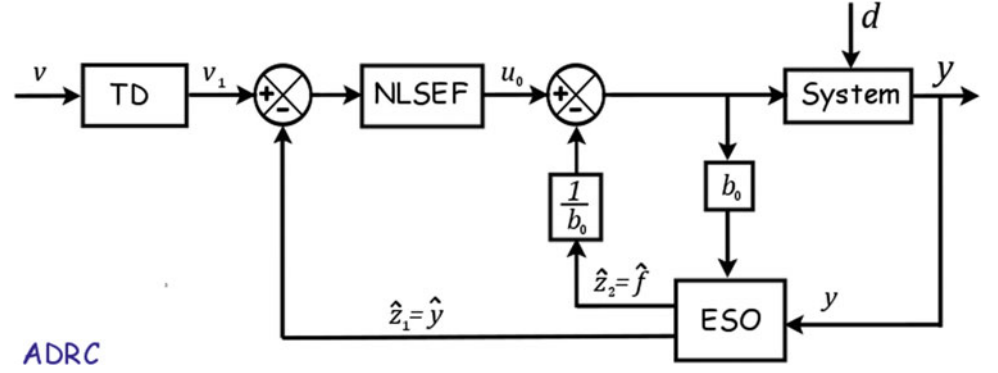 d
v
TD
v₁
+
-
NLSEF
u₀
+
-
System
y
1/b₀
b₀
ẑ₂=f̂
ẑ₁=ŷ
ESO
y
ADRC